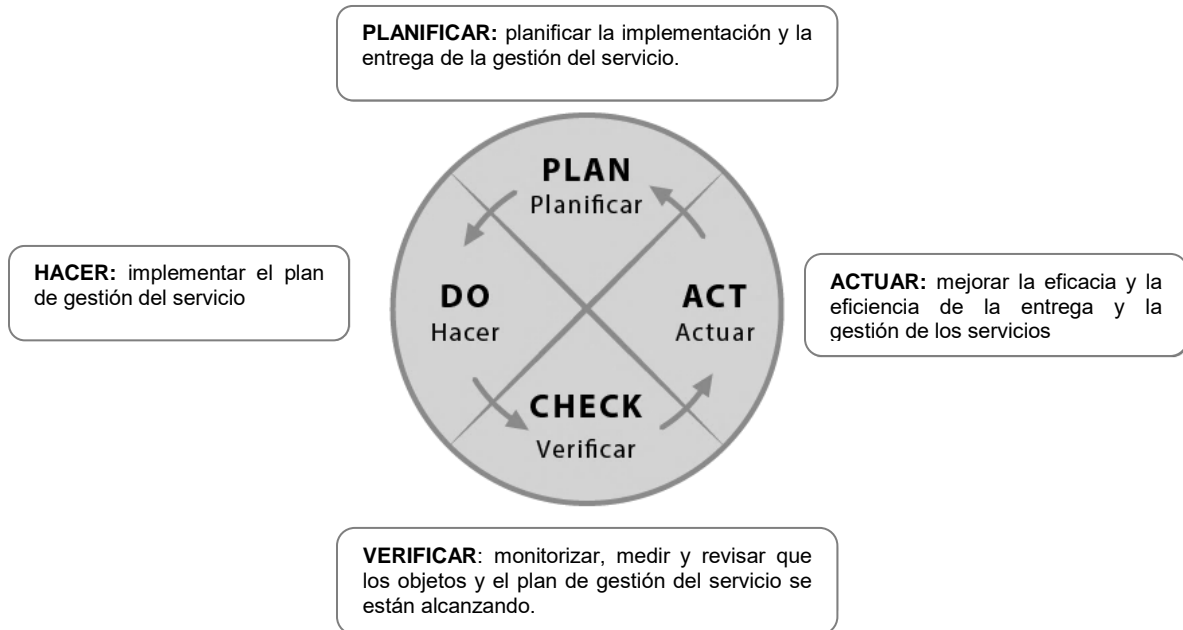 PLANIFICAR: planificar la implementación y la
entrega de la gestión del servicio.
PLAN
Planificar
HACER: implementar el plan
de gestión del servicio
DO
Hacer
ACT
Actuar
ACTUAR: mejorar la eficacia y la
eficiencia de la entrega y la
gestión de los servicios
CHECK
Verificar
VERIFICAR: monitorizar, medir y revisar que
los objetos y el plan de gestión del servicio se
están alcanzando.